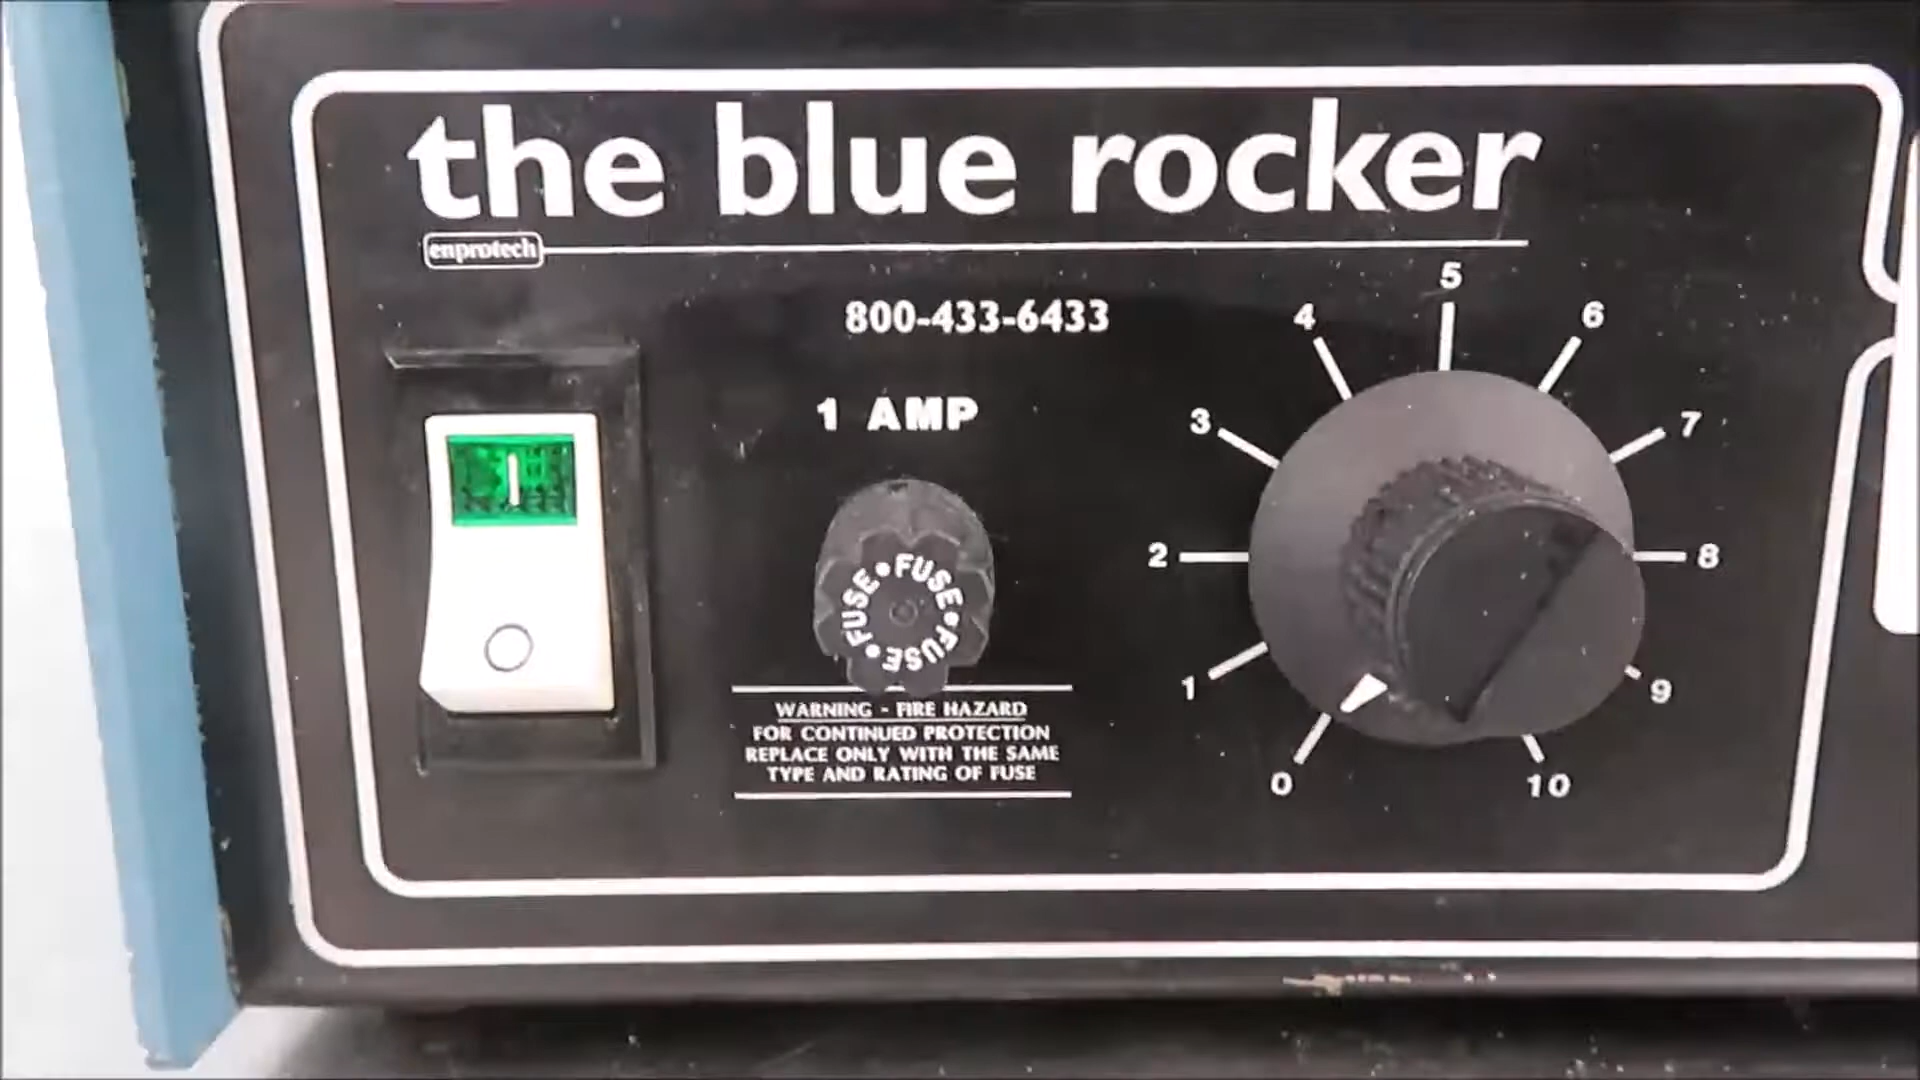 the blue rocker
enprotech
800-433-6433
1 AMP
FUSE • FUSE • FUSE • FUSE •
WARNING - FIRE HAZARD
FOR CONTINUED PROTECTION
REPLACE ONLY WITH THE SAME
TYPE AND RATING OF FUSE
0
1
2
3
4
5
6
7
8
9
10